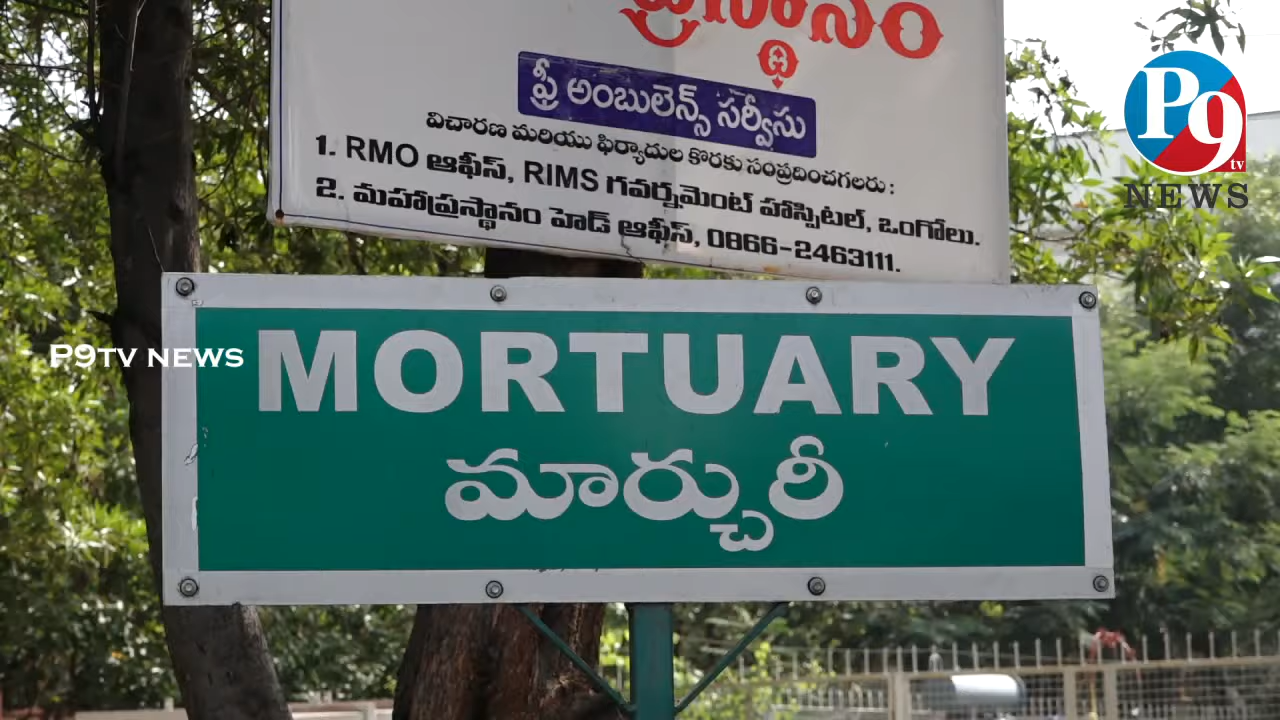 ప్రస్థానం
ఫ్రీ అంబులెన్స్ సర్వీసు
విచారణ మరియు ఫిర్యాదుల కొరకు సంప్రదించగలరు :
1. RMO ఆఫీస్, RIMS గవర్నమెంట్ హాస్పిటల్, ఒంగోలు.
2. మహాప్రస్థానం హెడ్ ఆఫీస్, 0866-2463111.
P9
tv
NEWS
P9TV NEWS
MORTUARY
మార్చురీ